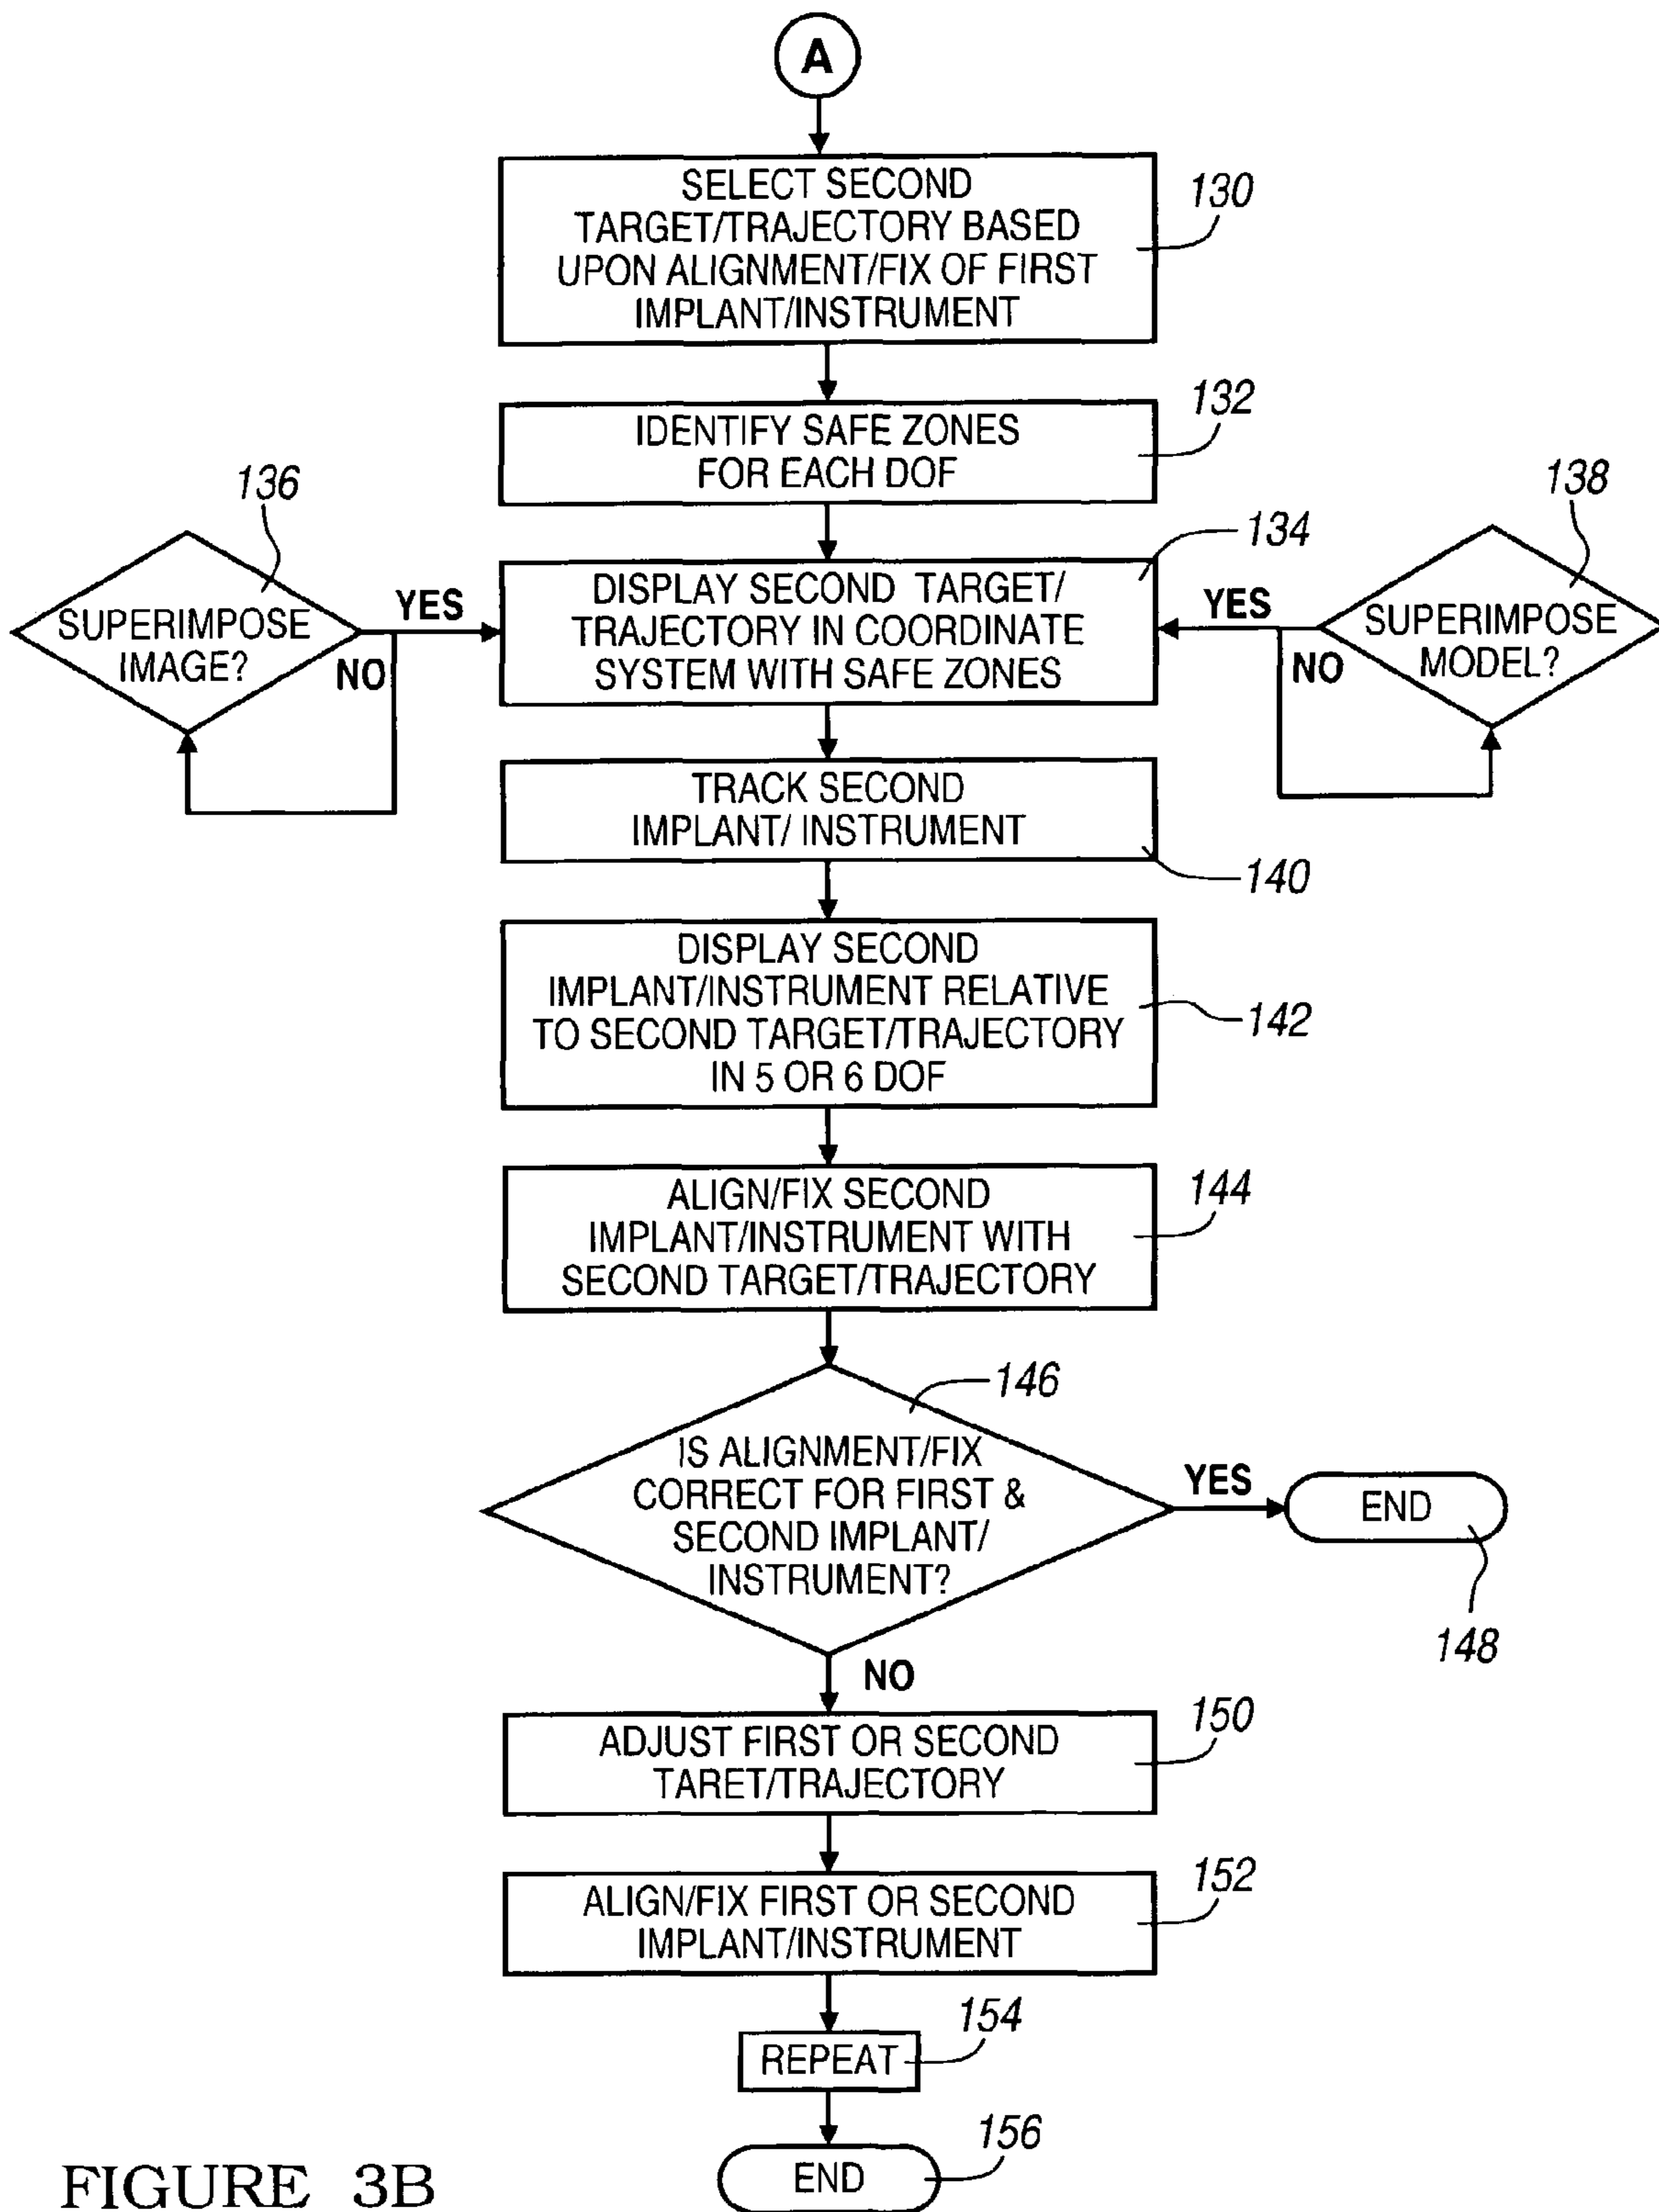 A
SELECT SECOND
TARGET/TRAJECTORY BASED
UPON ALIGNMENT/FIX OF FIRST
IMPLANT/INSTRUMENT
130
IDENTIFY SAFE ZONES
FOR EACH DOF
132
136
SUPERIMPOSE
IMAGE?
YES
NO
DISPLAY SECOND TARGET/
TRAJECTORY IN COORDINATE
SYSTEM WITH SAFE ZONES
134
138
YES
NO
SUPERIMPOSE
MODEL?
TRACK SECOND
IMPLANT/ INSTRUMENT
140
DISPLAY SECOND
IMPLANT/INSTRUMENT RELATIVE
TO SECOND TARGET/TRAJECTORY
IN 5 OR 6 DOF
142
ALIGN/FIX SECOND
IMPLANT/INSTRUMENT WITH
SECOND TARGET/TRAJECTORY
144
146
IS ALIGNMENT/FIX
CORRECT FOR FIRST &
SECOND IMPLANT/
INSTRUMENT?
YES
END
148
NO
ADJUST FIRST OR SECOND
TARET/TRAJECTORY
150
ALIGN/FIX FIRST OR SECOND
IMPLANT/INSTRUMENT
152
REPEAT
154
END
156
FIGURE 3B